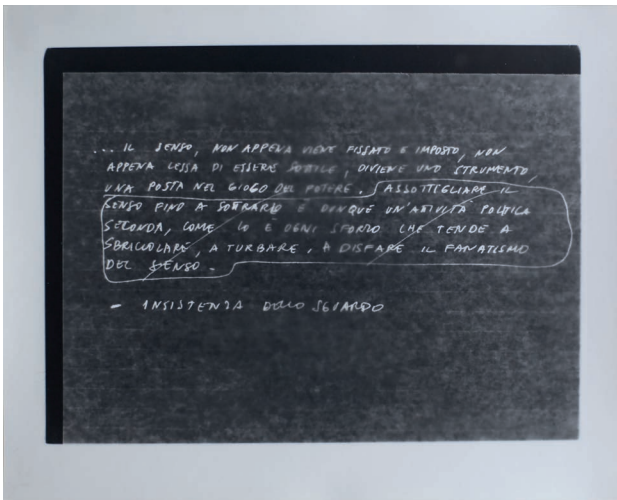 ... IL SENSO, NON APPENA VIENE FISSATO E IMPOSTO, NON
APPENA CESSA DI ESSERE SOTTILE, DIVIENE UNO STRUMENTO,
UNA POSTA NEL GIOGO DEL POTERE. ASSOTTIGLIARE IL
SENSO FINO A SOTTRARLO È DUNQUE UN'ATTIVITÀ POLITICA
SECONDA, COME LO È OGNI SFORZO CHE TENDE A
SBRICIOLARE, A TURBARE, A DISFARE IL FANATISMO
DEL SENSO.
- INSISTENZA DELLO SGUARDO